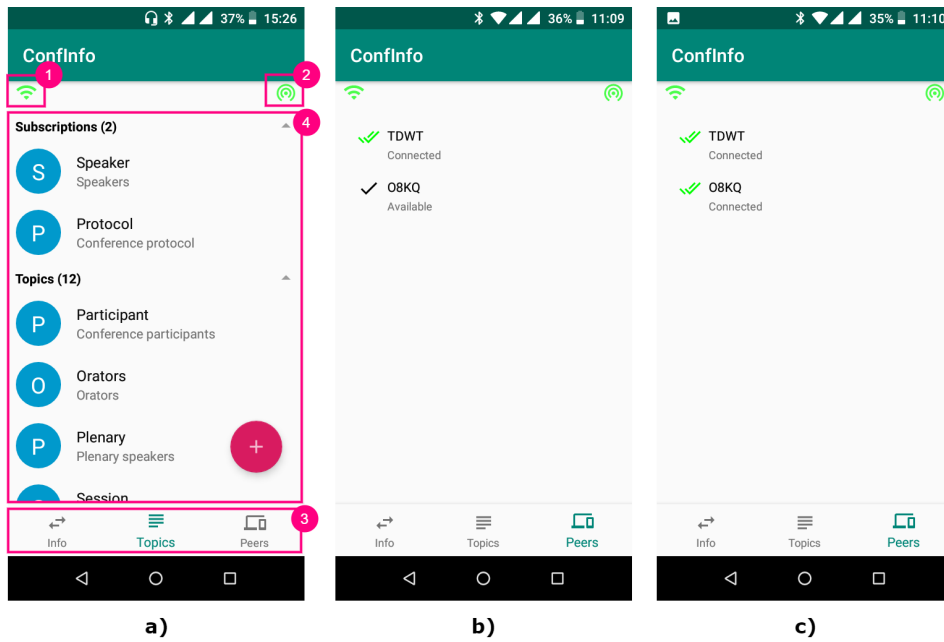 37% 15:26
ConfInfo
1
2
Subscriptions (2)
4
S
Speaker
Speakers
P
Protocol
Conference protocol
Topics (12)
P
Participant
Conference participants
O
Orators
Orators
P
Plenary
Plenary speakers
+
Session
3
Info Topics Peers
a)
36% 11:09
ConfInfo
TDWT
Connected
O8KQ
Available
Info Topics Peers
b)
35% 11:10
ConfInfo
TDWT
Connected
O8KQ
Connected
Info Topics Peers
c)